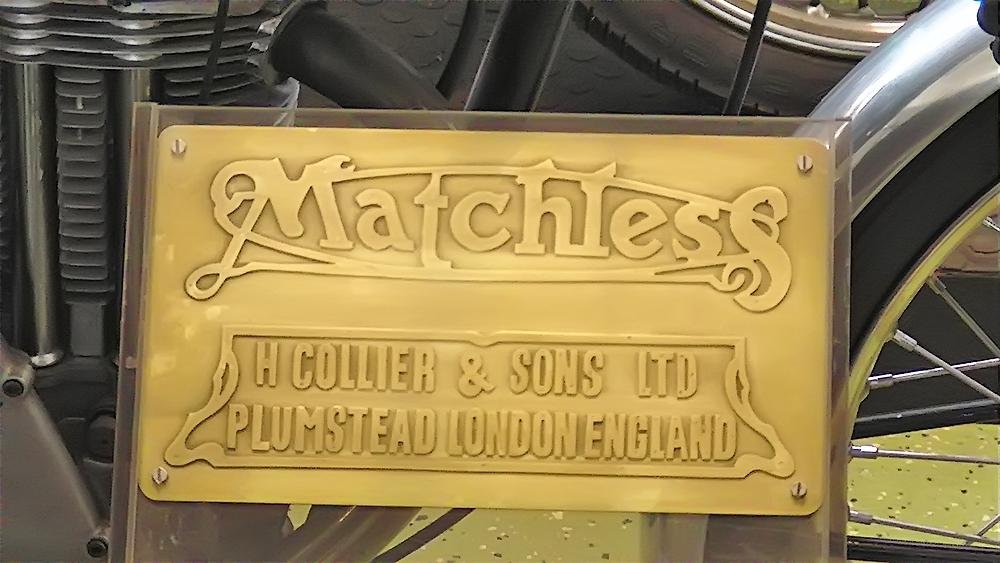 Matchless
H COLLIER & SONS LTD
PLUMSTEAD LONDON ENGLAND